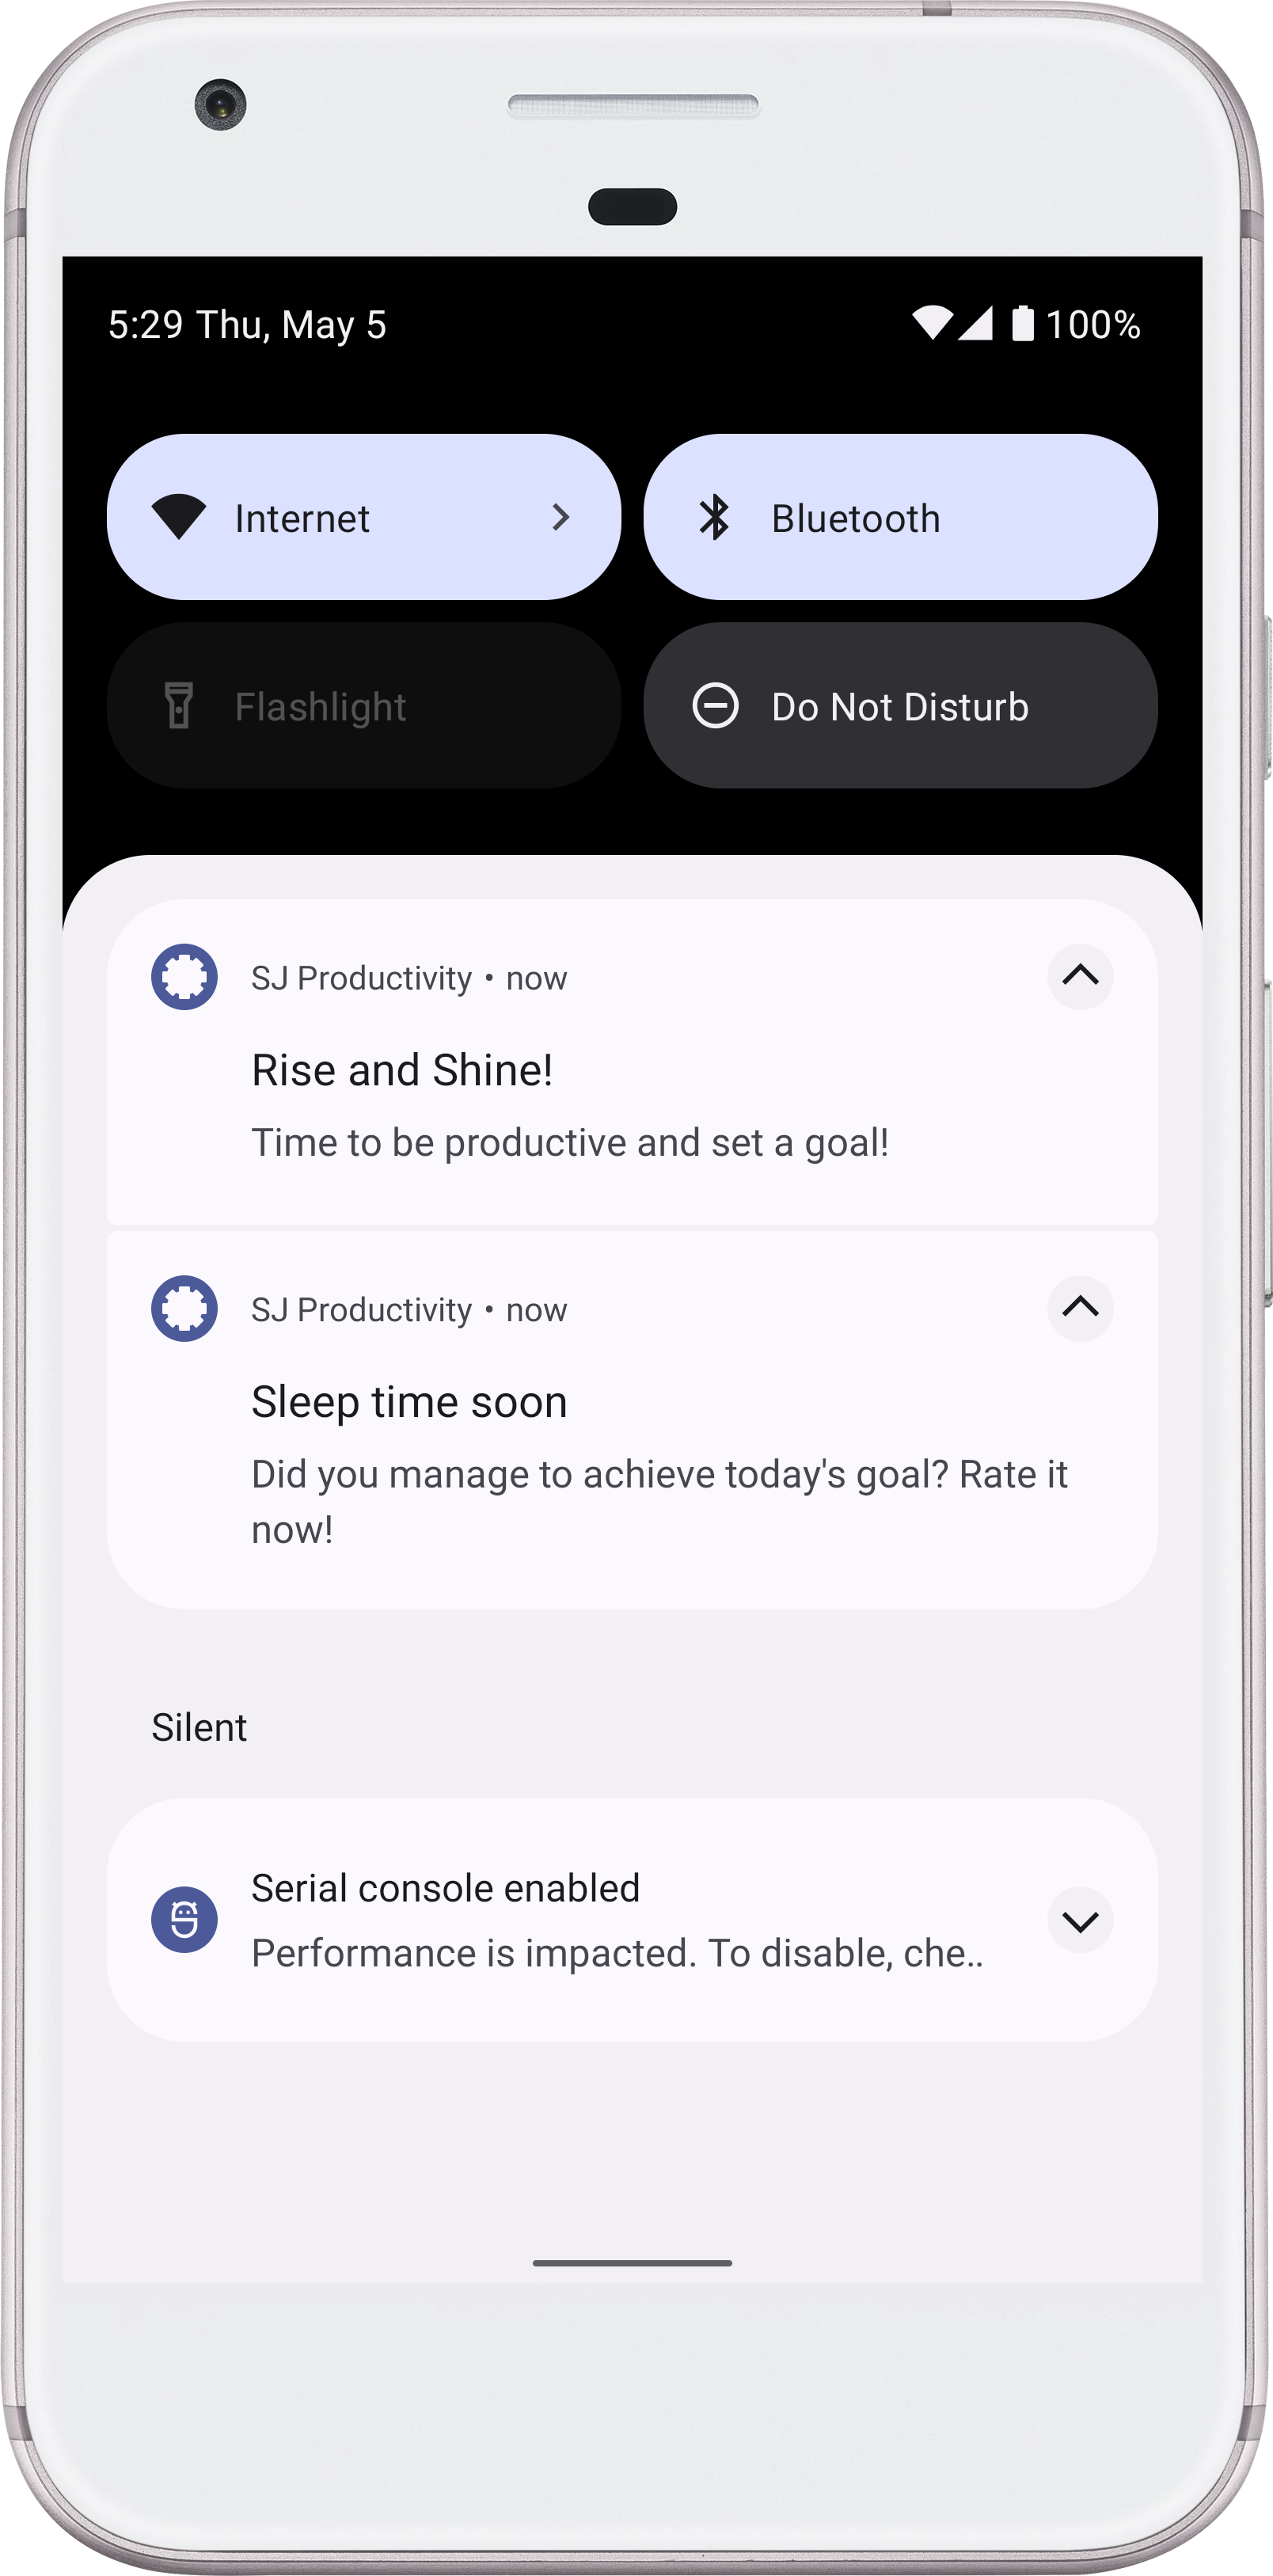 5:29 Thu, May 5 100%
Internet
Bluetooth
Flashlight
Do Not Disturb
SJ Productivity • now
Rise and Shine!
Time to be productive and set a goal!
SJ Productivity • now
Sleep time soon
Did you manage to achieve today's goal? Rate it
now!
Silent
Serial console enabled
Performance is impacted. To disable, che..